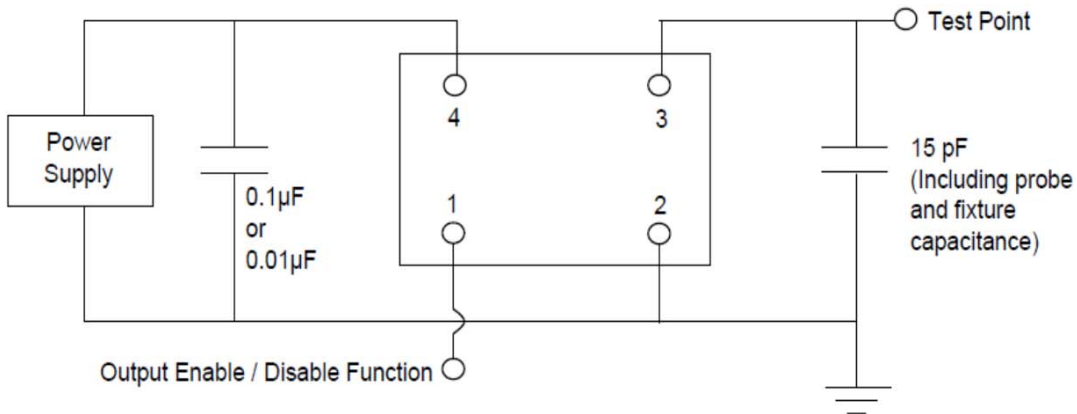 Test Point
4
3
Power
Supply
15 pF
(Including probe
and fixture
capacitance)
0.1µF
or
0.01µF
1
2
Output Enable / Disable Function